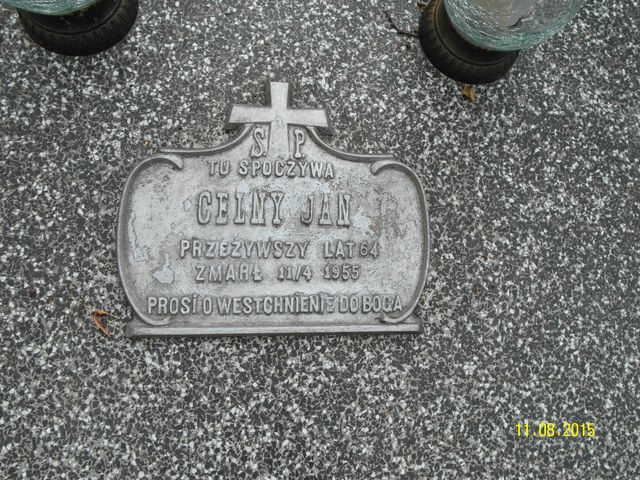 Ś P
TU SPOCZYWA
CELNY JAN
PRZEŻYWSZY LAT 64
ZMARŁ 11/4 1955
PROSI O WESTCHNIENIE DO BOGA
11.08.2015